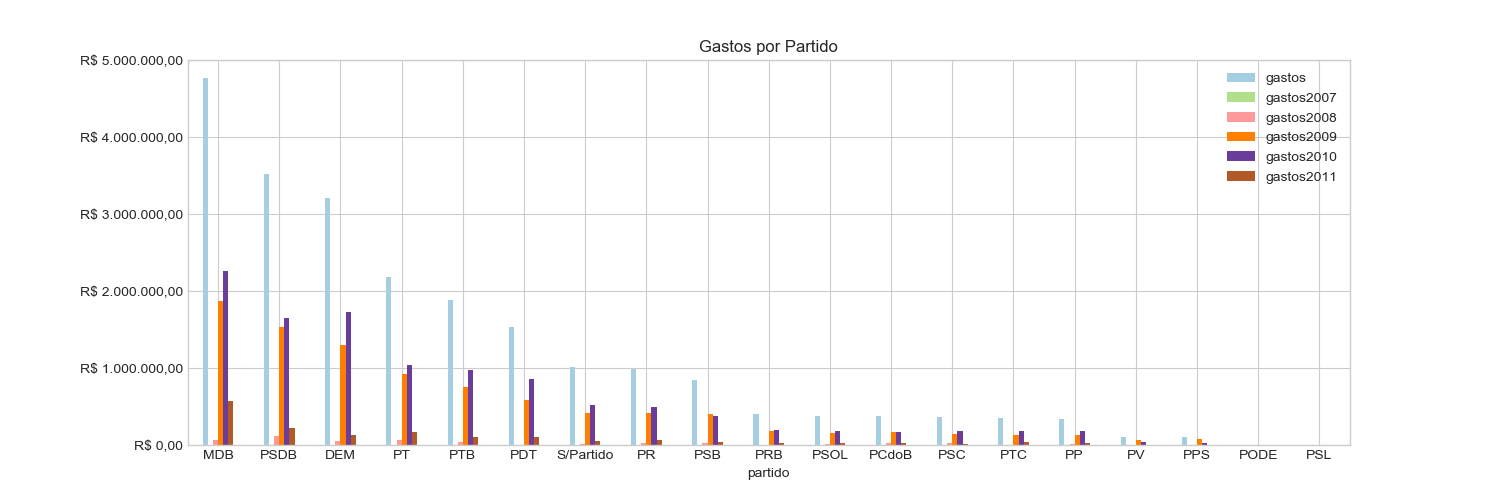 Gastos por Partido
R$ 5.000.000,00
R$ 4.000.000,00
R$ 3.000.000,00
R$ 2.000.000,00
R$ 1.000.000,00
R$ 0,00
gastos
gastos2007
gastos2008
gastos2009
gastos2010
gastos2011
MDB PSDB DEM PT PTB PDT S/Partido PR PSB PRB PSOL PCdoB PSC PTC PP PV PPS PODE PSL
partido